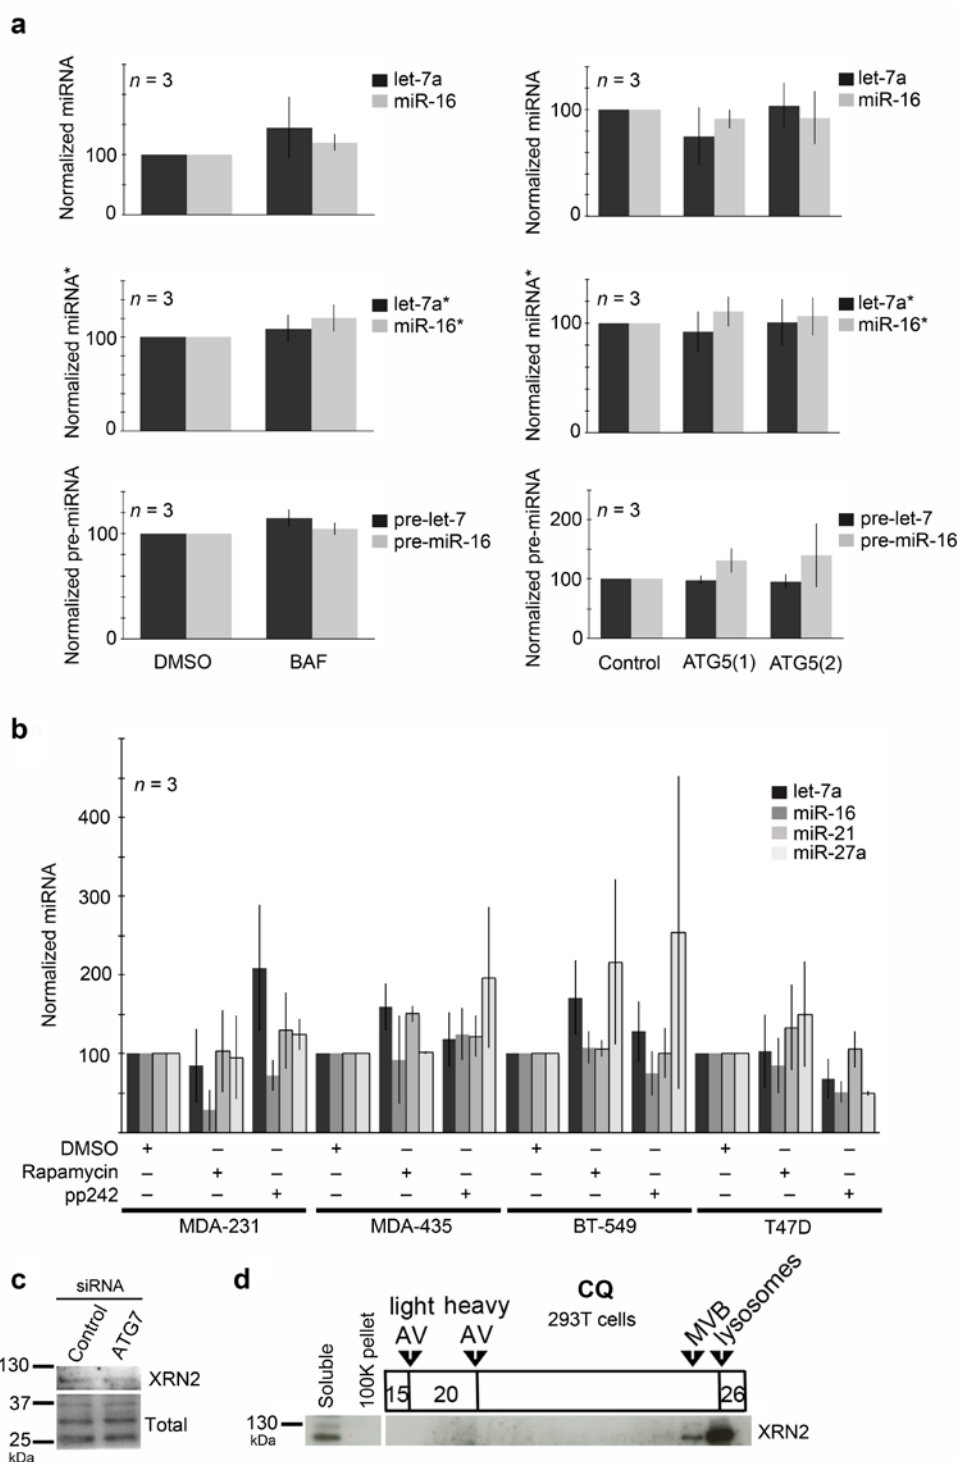 a
Normalized miRNA
n = 3
let-7a
miR-16
100
0
Normalized miRNA
n = 3
let-7a
miR-16
100
0
Normalized miRNA*
n = 3
let-7a*
miR-16*
100
0
Normalized miRNA*
n = 3
let-7a*
miR-16*
100
0
Normalized pre-miRNA
n = 3
pre-let-7
pre-miR-16
100
0
DMSO BAF
Normalized pre-miRNA
n = 3
pre-let-7
pre-miR-16
200
100
0
Control ATG5(1) ATG5(2)
b
Normalized miRNA
n = 3
let-7a
miR-16
miR-21
miR-27a
400
300
200
100
DMSO + – – + – – + – – + – –
Rapamycin – + – – + – – + – – + –
pp242 – – + – – + – – + – – +
MDA-231 MDA-435 BT-549 T47D
c
siRNA
Control ATG7
130
XRN2
37
Total
25
kDa
d
CQ
293T cells
light heavy
AV AV
MVB
lysosomes
Soluble
100K pellet
15 20 26
130
kDa
XRN2